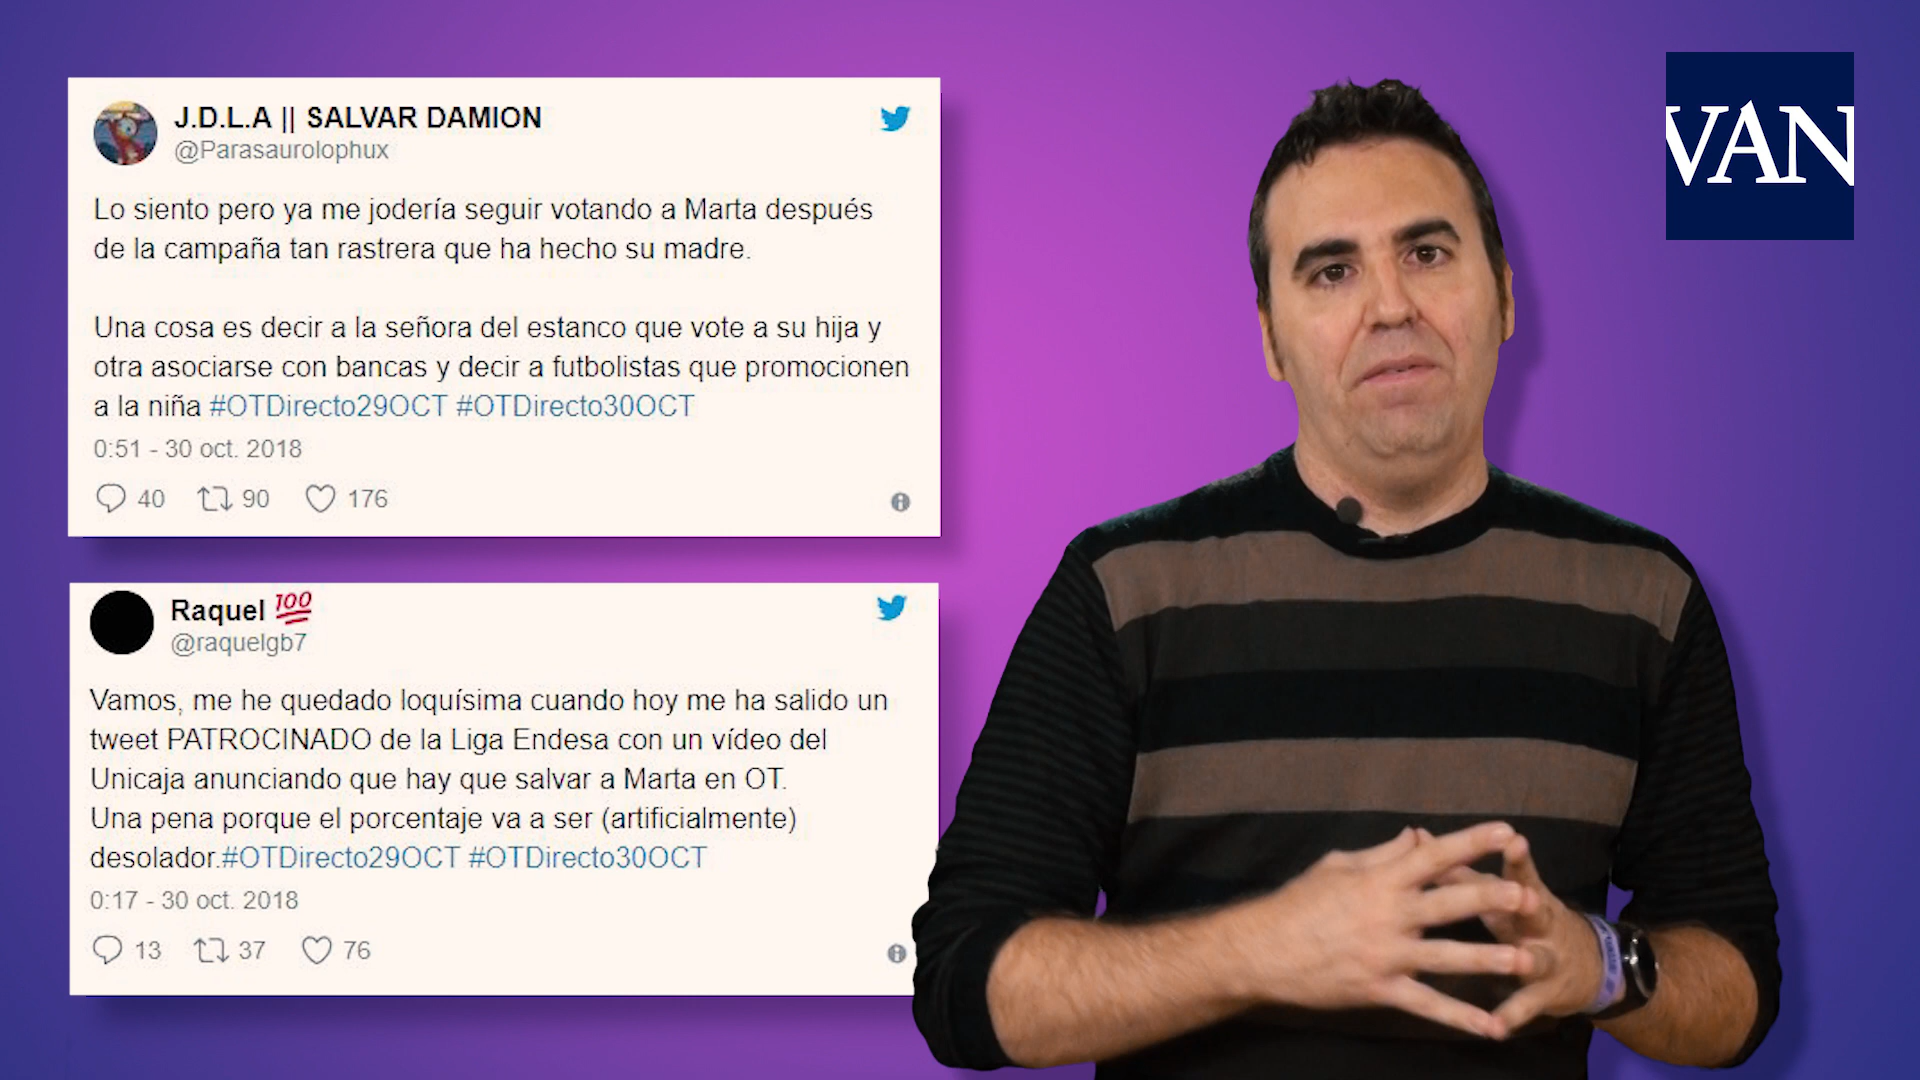 J.D.L.A || SALVAR DAMION
@Parasaurolophux
Lo siento pero ya me jodería seguir votando a Marta después
de la campaña tan rastrera que ha hecho su madre.
Una cosa es decir a la señora del estanco que vote a su hija y
otra asociarse con bancas y decir a futbolistas que promocionen
a la niña #OTDirecto29OCT #OTDirecto30OCT
0:51 - 30 oct. 2018
40 90 176
Raquel 💯
@raquelgb7
Vamos, me he quedado loquísima cuando hoy me ha salido un
tweet PATROCINADO de la Liga Endesa con un vídeo del
Unicaja anunciando que hay que salvar a Marta en OT.
Una pena porque el porcentaje va a ser (artificialmente)
desolador.#OTDirecto29OCT #OTDirecto30OCT
0:17 - 30 oct. 2018
13 37 76
VAN